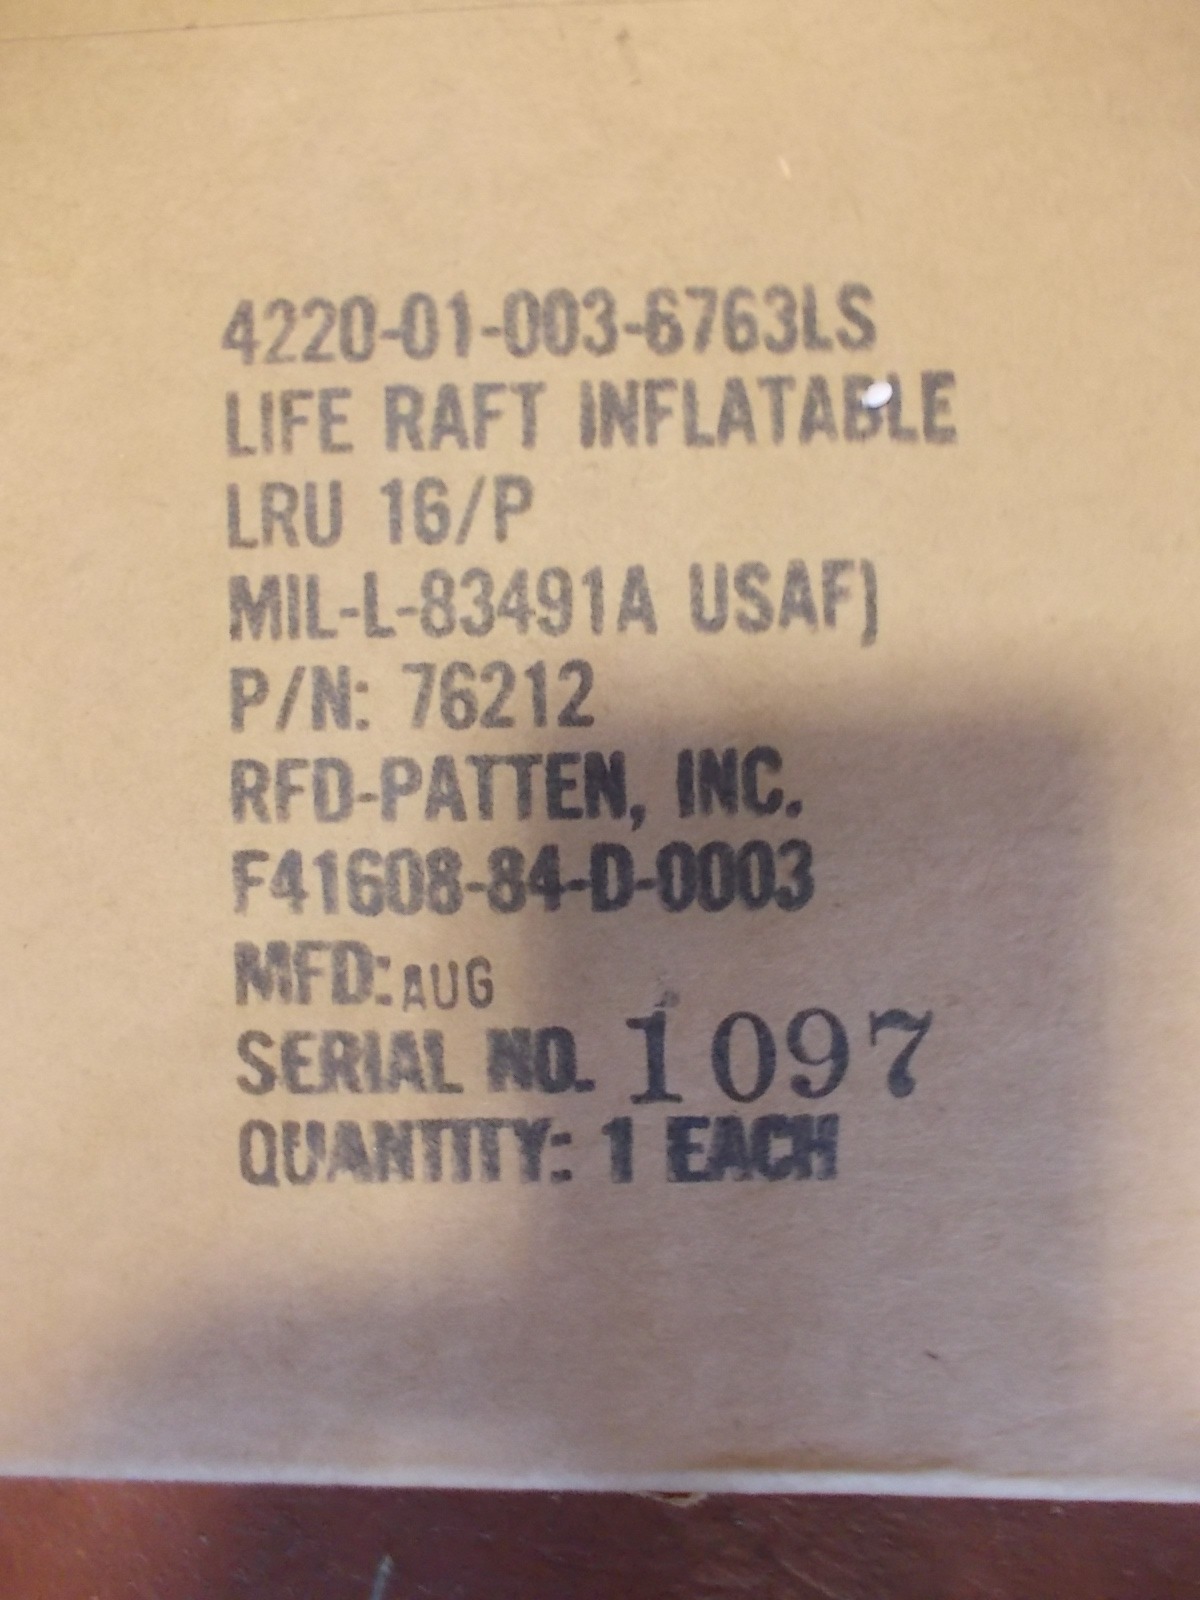 4220-01-003-6763LS
LIFE RAFT INFLATABLE
LRU 16/P
MIL-L-83491A USAF)
P/N: 76212
RFD-PATTEN, INC.
F41608-84-D-0003
MFD: AUG
SERIAL NO. 1097
QUANTITY: 1 EACH